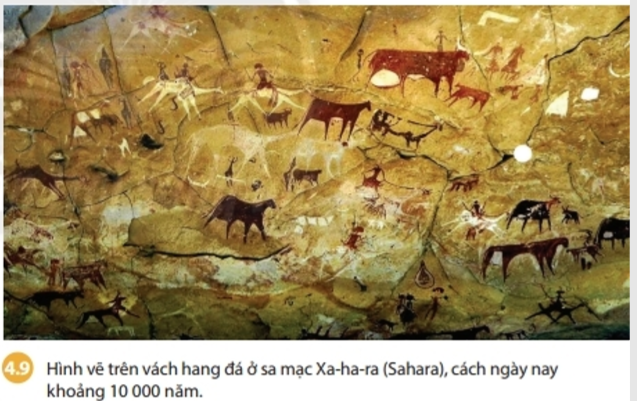 4.9 Hình vẽ trên vách hang đá ở sa mạc Xa-ha-ra (Sahara), cách ngày nay
khoảng 10 000 năm.